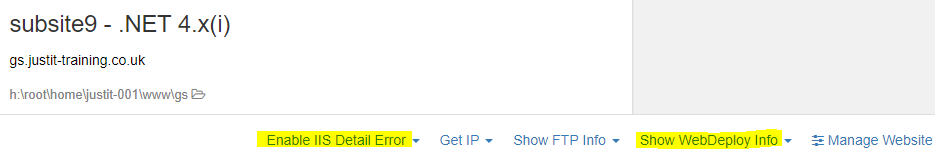 subsite9 - .NET 4.x(i)
gs.justit-training.co.uk
h:\root\home\justit-001\www\gs
Enable IIS Detail Error Get IP Show FTP Info Show WebDeploy Info Manage Website